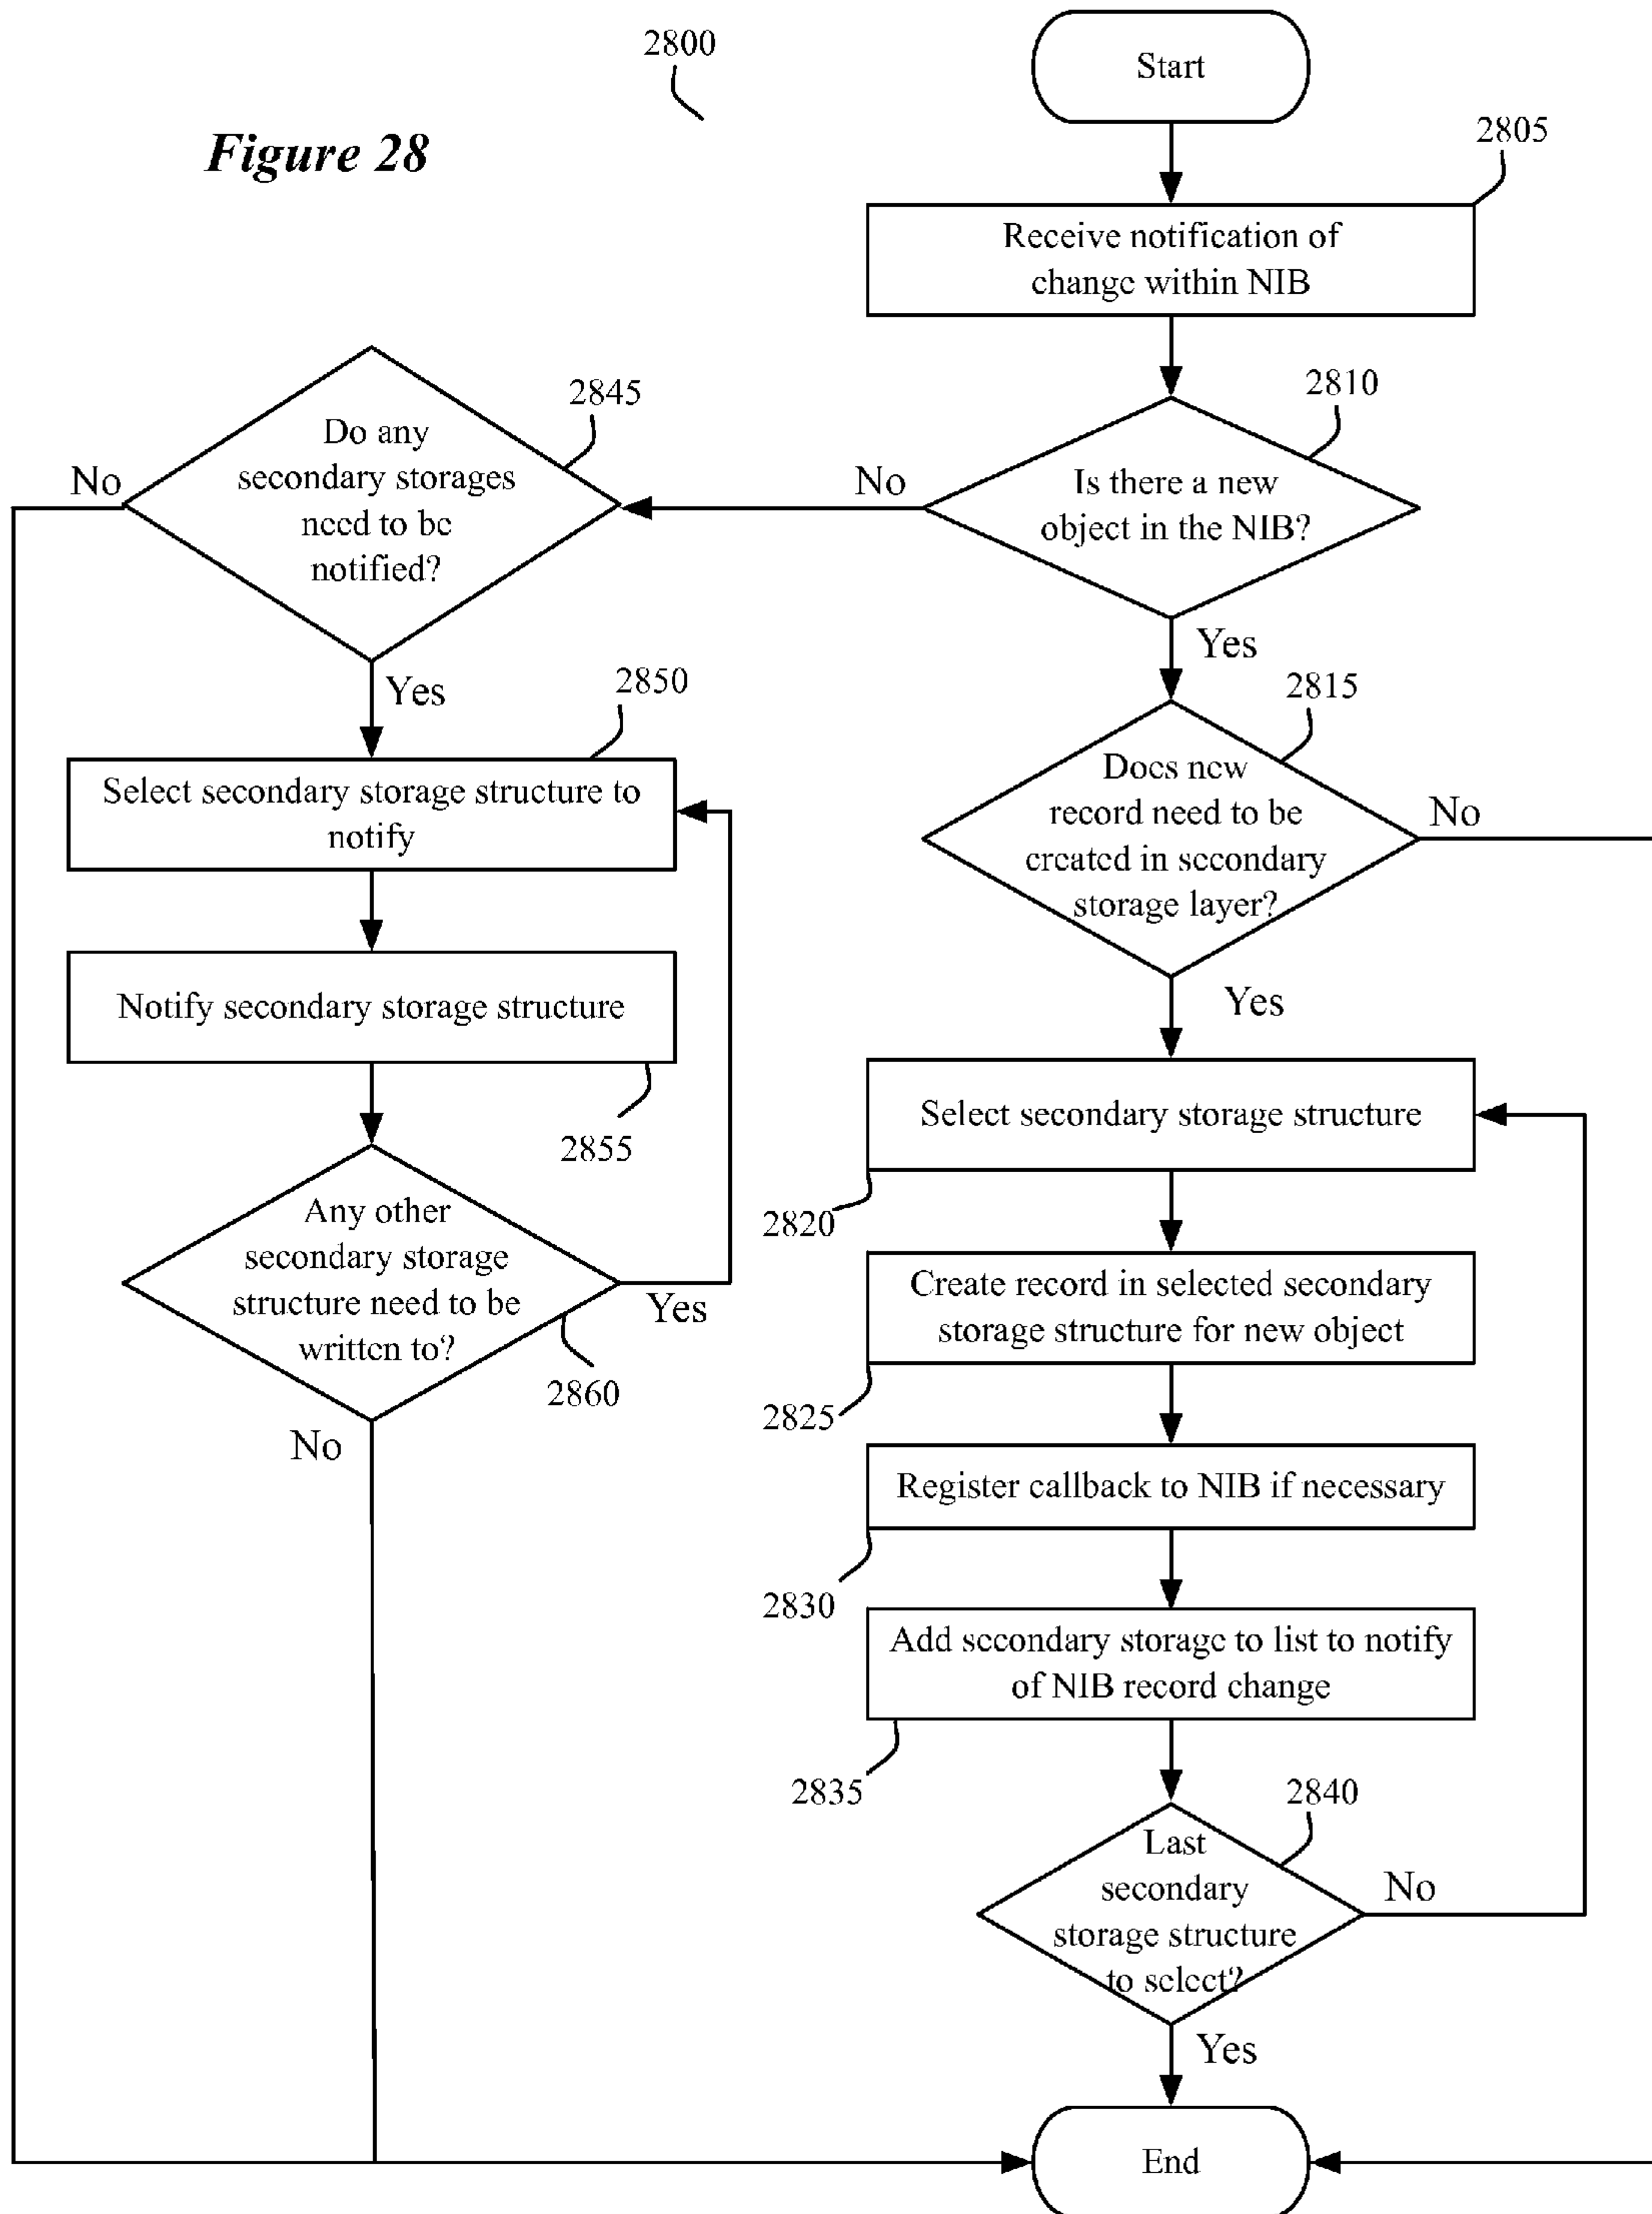 2800
Figure 28
Start
2805
Receive notification of
change within NIB
2810
Is there a new
object in the NIB?
No
Yes
2845
Do any
secondary storages
need to be
notified?
No
Yes
2850
Select secondary storage structure to
notify
Notify secondary storage structure
2855
Any other
secondary storage
structure need to be
written to?
Yes
2860
No
2815
Does new
record need to be
created in secondary
storage layer?
No
Yes
Select secondary storage structure
2820
Create record in selected secondary
storage structure for new object
2825
Register callback to NIB if necessary
2830
Add secondary storage to list to notify
of NIB record change
2835
2840
Last
secondary
storage structure
to select?
No
Yes
End